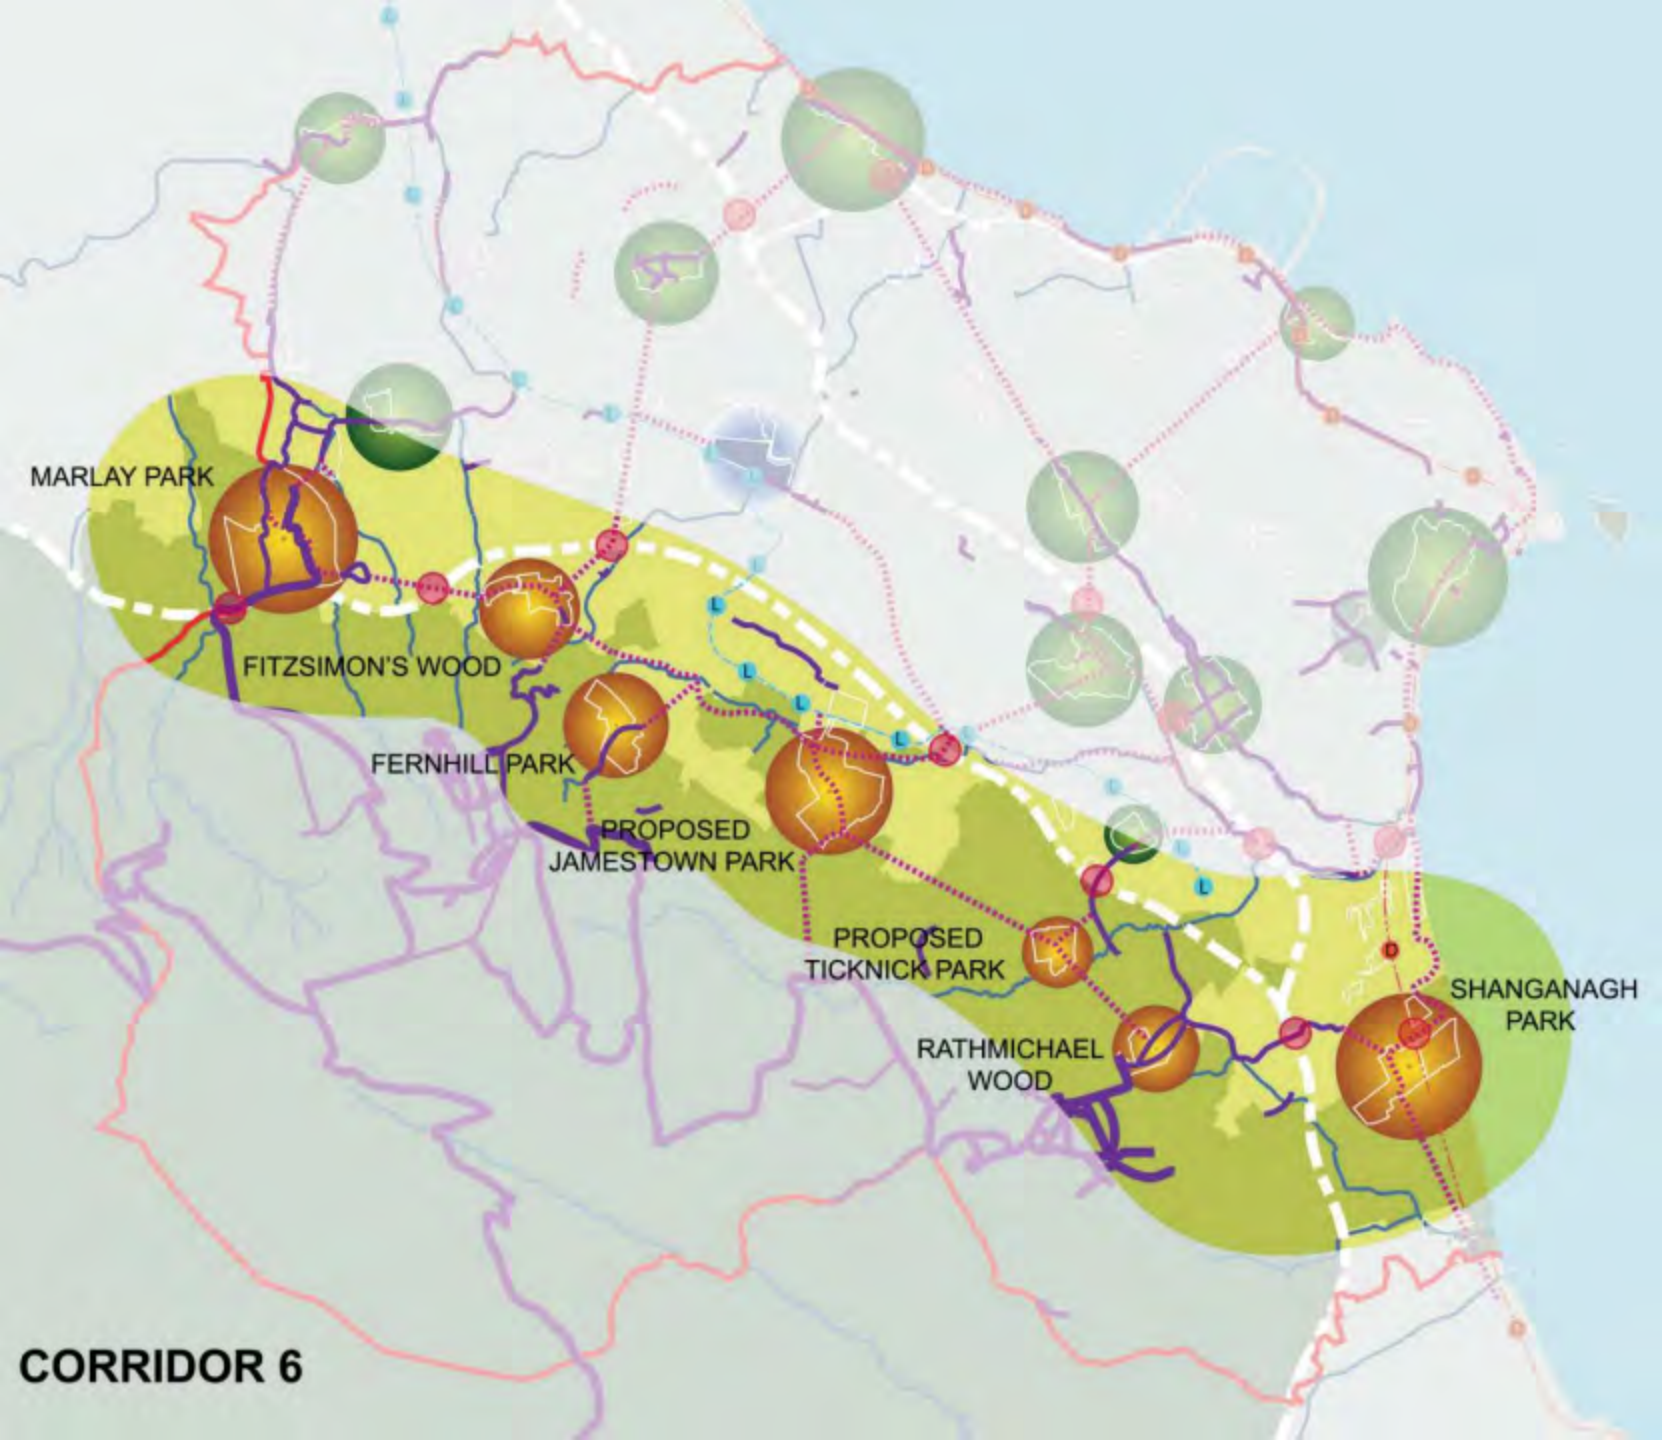 MARLAY PARK
FITZSIMON'S WOOD
FERNHILL PARK
PROPOSED
JAMESTOWN PARK
PROPOSED
TICKNICK PARK
RATHMICHAEL
WOOD
SHANGANAGH
PARK
L
L
L
L
L
D
CORRIDOR 6